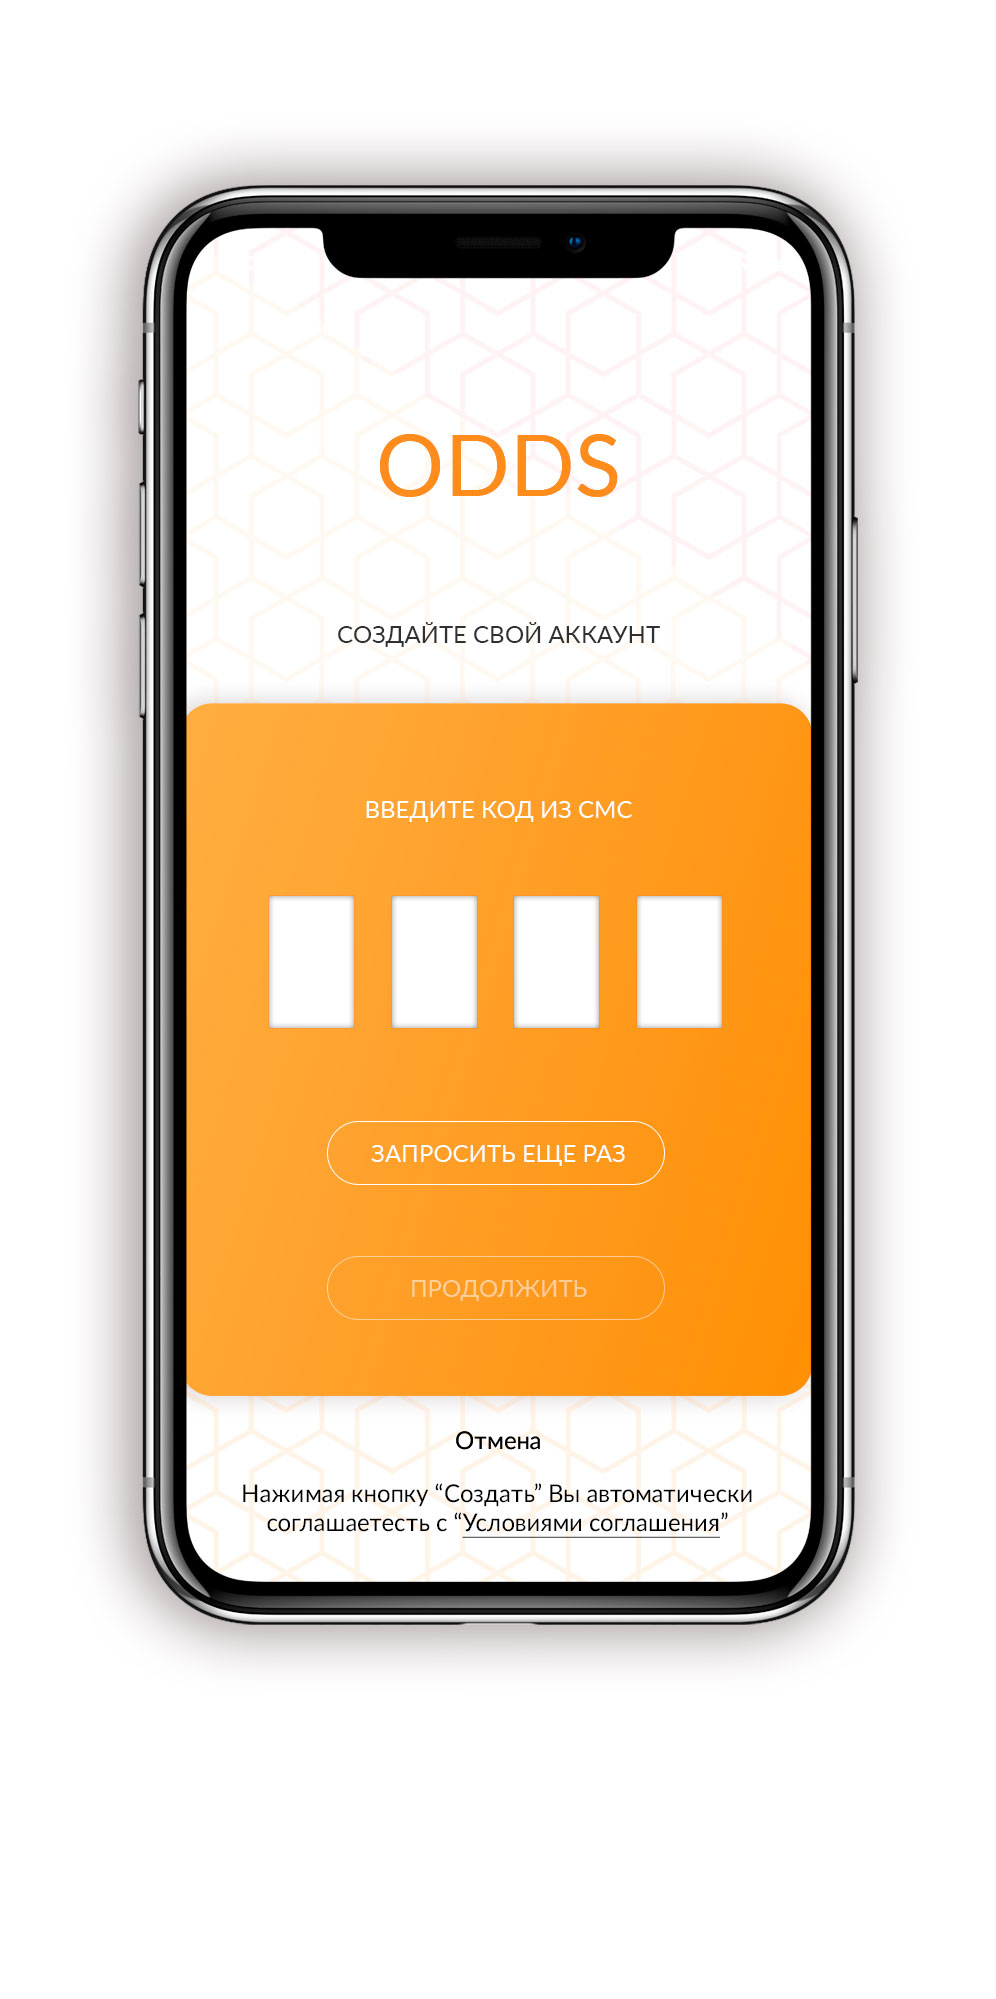 ODDS
СОЗДАЙТЕ СВОЙ АККАУНТ
ВВЕДИТЕ КОД ИЗ СМС
ЗАПРОСИТЬ ЕЩЕ РАЗ
ПРОДОЛЖИТЬ
Отмена
Нажимая кнопку “Создать” Вы автоматически
соглашаетесть с “Условиями соглашения”